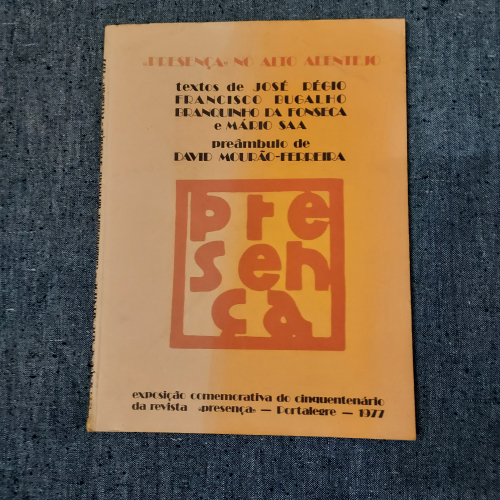 «PRESENÇA» NO ALTO ALENTEJO
textos de JOSÉ RÉGIO
FRANCISCO BUGALHO
BRANQUINHO DA FONSECA
e MÁRIO SAA
preâmbulo de
DAVID MOURÃO-FERREIRA
pre
sen
ça
exposição comemorativa do cinquentenário
da revista «presença» — Portalegre — 1977